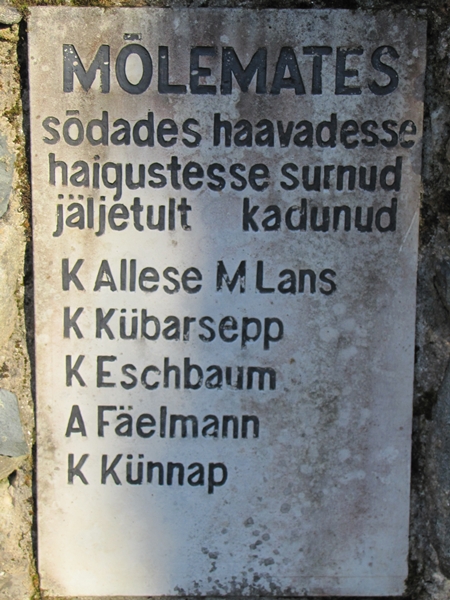 MÕLEMATES
sõdades haavadesse
haigustesse surnud
jäljetult kadunud
K Allese M Lans
K Kübarsepp
K Eschbaum
A Fäelmann
K Künnap